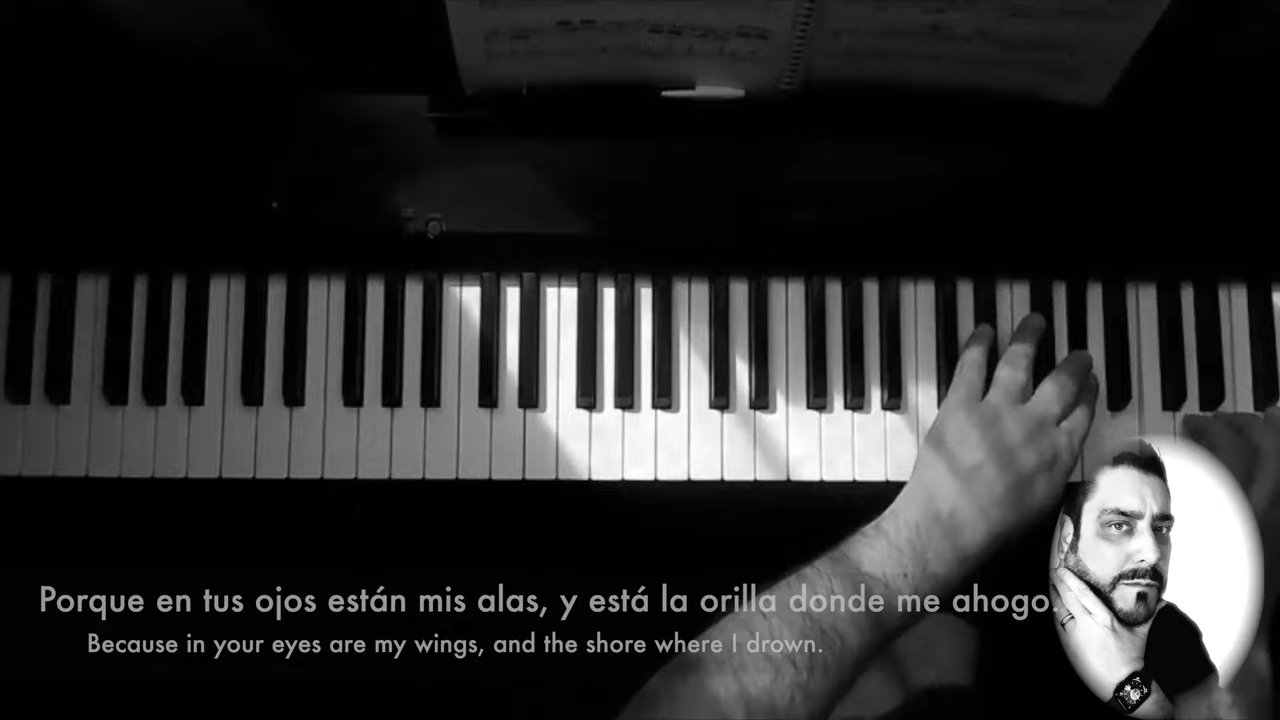 Porque en tus ojos están mis alas, y está la orilla donde me ahogo.
Because in your eyes are my wings, and the shore where I drown.